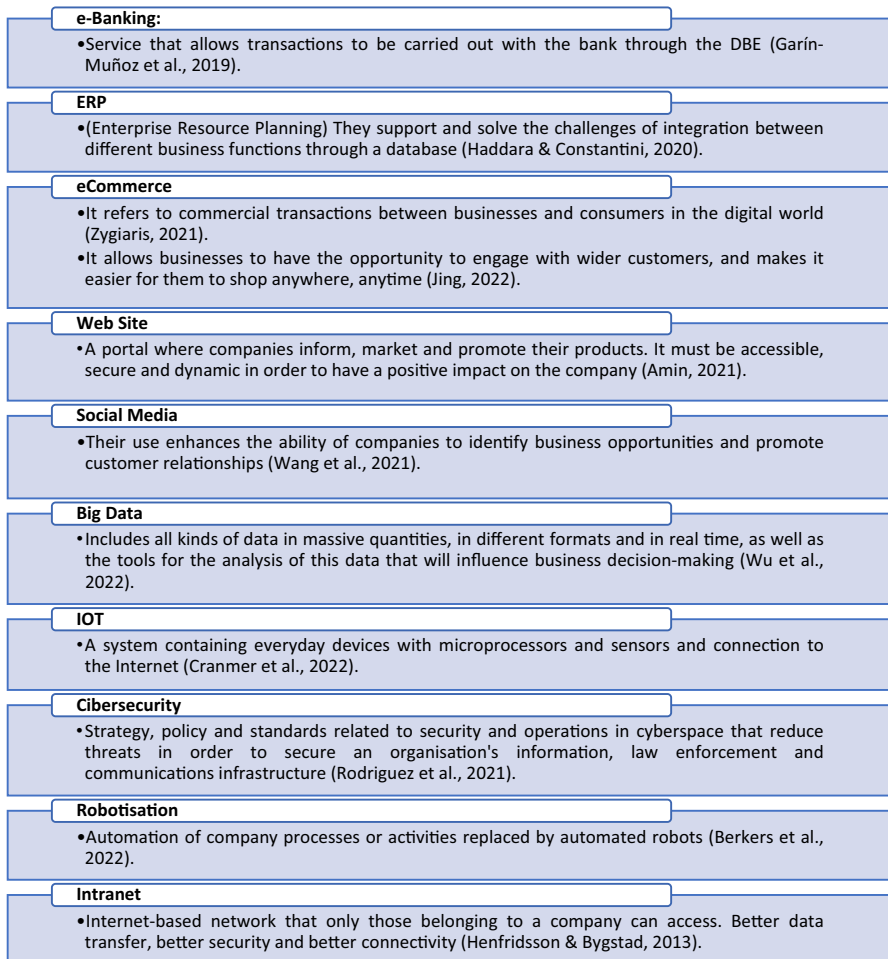 e-Banking:
•Service that allows transactions to be carried out with the bank through the DBE (Garín-
Muñoz et al., 2019).
ERP
•(Enterprise Resource Planning) They support and solve the challenges of integration between
different business functions through a database (Haddara & Constantini, 2020).
eCommerce
•It refers to commercial transactions between businesses and consumers in the digital world
(Zygiaris, 2021).
•It allows businesses to have the opportunity to engage with wider customers, and makes it
easier for them to shop anywhere, anytime (Jing, 2022).
Web Site
•A portal where companies inform, market and promote their products. It must be accessible,
secure and dynamic in order to have a positive impact on the company (Amin, 2021).
Social Media
•Their use enhances the ability of companies to identify business opportunities and promote
customer relationships (Wang et al., 2021).
Big Data
•Includes all kinds of data in massive quantities, in different formats and in real time, as well as
the tools for the analysis of this data that will influence business decision-making (Wu et al.,
2022).
IOT
•A system containing everyday devices with microprocessors and sensors and connection to
the Internet (Cranmer et al., 2022).
Cibersecurity
•Strategy, policy and standards related to security and operations in cyberspace that reduce
threats in order to secure an organisation's information, law enforcement and
communications infrastructure (Rodriguez et al., 2021).
Robotisation
•Automation of company processes or activities replaced by automated robots (Berkers et al.,
2022).
Intranet
•Internet-based network that only those belonging to a company can access. Better data
transfer, better security and better connectivity (Henfridsson & Bygstad, 2013).